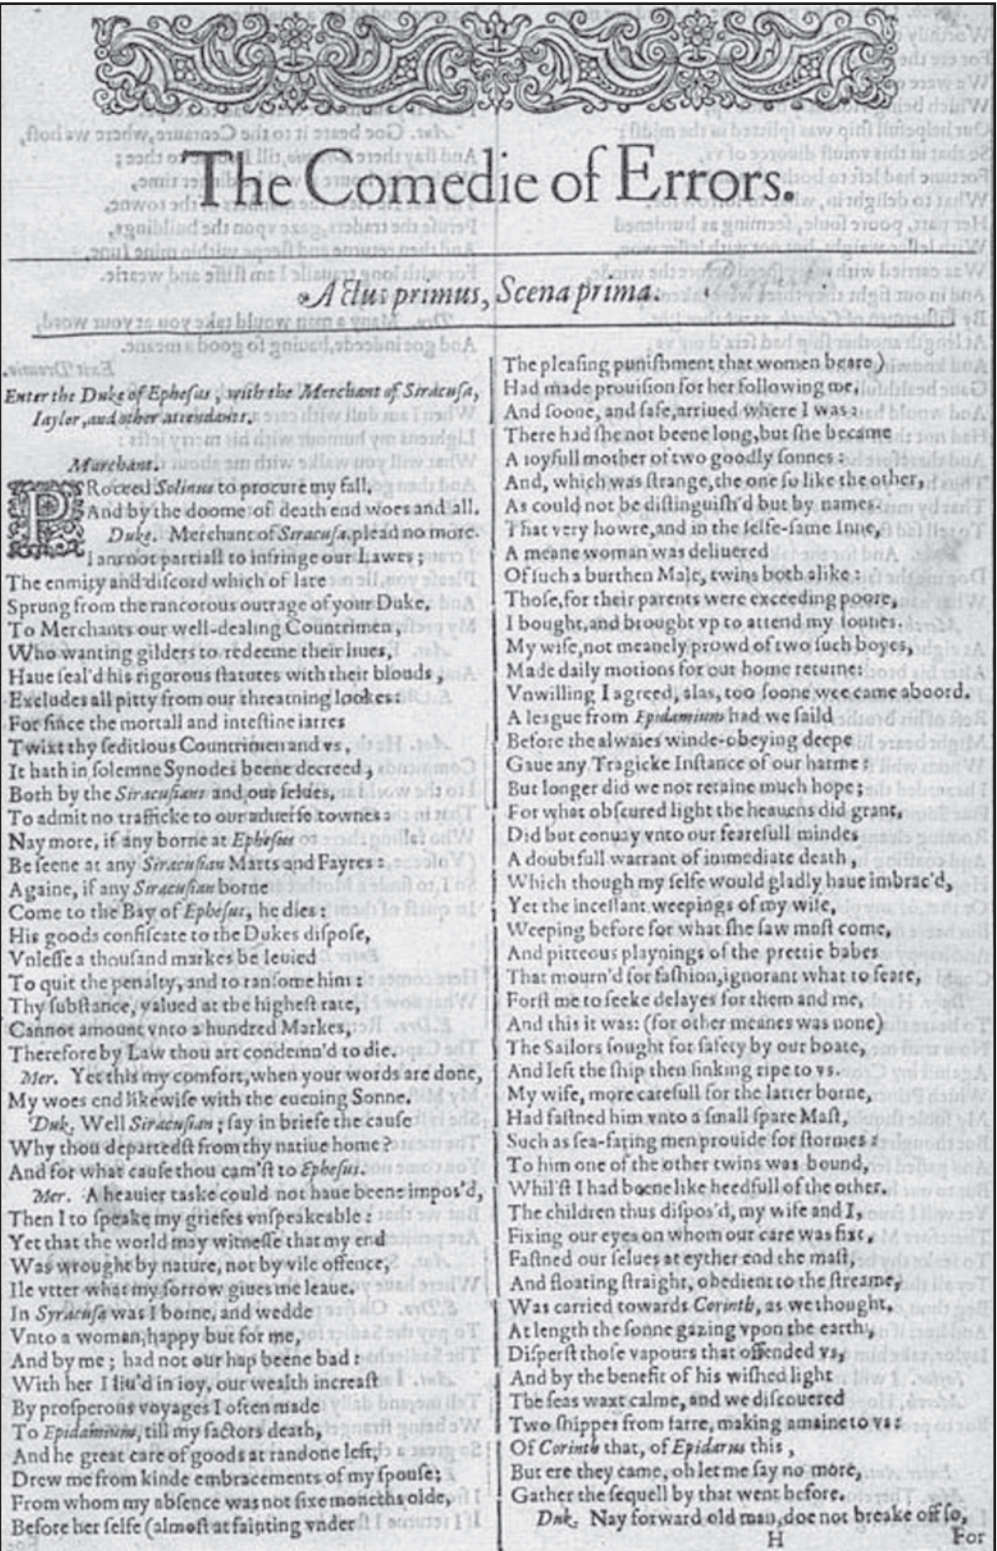 The Comedie of Errors.
Actus primus, Scena prima.
Enter the Duke of Ephesus, with the Merchant of Siracusa,
Iaylor, and other attendants.
Marchant.
PRoceed Solinus to procure my fall,
And by the doome of death end woes and all.
Duke. Merchant of Siracusa, plead no more.
I am not partiall to infringe our Lawes;
The enmity and discord which of late
Sprung from the rancorous outrage of your Duke,
To Merchants our well-dealing Countrimen,
Who wanting gilders to redeeme their liues,
Haue seal'd his rigorous statutes with their blouds,
Excludes all pitty from our threatning lookes:
For since the mortall and intestine iarres
Twixt thy seditious Countrimen and vs,
It hath in solemne Synodes beene decreed,
Both by the Siracusians and our selues,
To admit no trafficke to our aduerse townes:
Nay more, if any borne at Ephesus
Be seene at any Siracusian Marts and Fayres:
Againe, if any Siracusian borne
Come to the Bay of Ephesus, he dies:
His goods confiscate to the Dukes dispose,
Vnlesse a thousand markes be leuied
To quit the penalty, and to ransome him:
Thy substance, valued at the highest rate,
Cannot amount vnto a hundred Markes,
Therefore by Law thou art condemn'd to die.
Mer. Yet this my comfort, when your words are done,
My woes end likewise with the euening Sonne.
Duk. Well Siracusian; say in briefe the cause
Why thou departedst from thy natiue home?
And for what cause thou cam'st to Ephesus.
Mer. A heauier taske could not haue beene impos'd,
Then I to speake my griefes vnspeakeable:
Yet that the world may witnesse that my end
Was wrought by nature, not by vile offence,
Ile vtter what my sorrow giues me leaue.
In Syracusa was I borne, and wedde
Vnto a woman, happy but for me,
And by me; had not our hap beene bad:
With her I liu'd in ioy, our wealth increast
By prosperous voyages I often made
To Epidamium, till my factors death,
And he great care of goods at randone left,
Drew me from kinde embracements of my spouse;
From whom my absence was not sixe moneths olde,
Before her selfe (almost at fainting vnder
The pleasing punishment that women beare)
Had made prouision for her following me,
And soone, and safe, arriued where I was:
There had she not beene long, but she became
A ioyfull mother of two goodly sonnes:
And, which was strange, the one so like the other,
As could not be distinguish'd but by names.
That very howre, and in the selfe-same Inne,
A meane woman was deliuered
Of such a burthen Male, twins both alike:
Those, for their parents were exceeding poore,
I bought, and brought vp to attend my sonnes.
My wife, not meanely prowd of two such boyes,
Made daily motions for our home returne:
Vnwilling I agreed, alas, too soone wee came aboord.
A league from Epidamium had we saild
Before the alwaies winde-obeying deepe
Gaue any Tragicke Instance of our harme:
But longer did we not retaine much hope;
For what obscured light the heauens did grant,
Did but conuay vnto our fearefull mindes
A doubtfull warrant of immediate death,
Which though my selfe would gladly haue imbrac'd,
Yet the incessant weepings of my wife,
Weeping before for what she saw must come,
And pitteous playnings of the prettie babes
That mourn'd for fashion, ignorant what to feare,
Forst me to seeke delayes for them and me,
And this it was: (for other meanes was none)
The Sailors sought for safety by our boate,
And left the ship then sinking ripe to vs.
My wife, more carefull for the latter borne,
Had fastned him vnto a small spare Mast,
Such as sea-faring men prouide for stormes:
To him one of the other twins was bound,
Whil'st I had beene like heedfull of the other.
The children thus dispos'd, my wife and I,
Fixing our eyes on whom our care was fixt,
Fastned our selues at eyther end the mast,
And floating straight, obedient to the streame,
Was carried towards Corinth, as we thought.
At length the sonne gazing vpon the earth,
Disperst those vapours that offended vs,
And by the benefit of his wished light
The seas waxt calme, and we discouered
Two shippes from farre, making amaine to vs:
Of Corinth that, of Epidarus this,
But ere they came, oh let me say no more,
Gather the sequell by that went before.
Duk. Nay forward old man, doe not breake off so,
H For